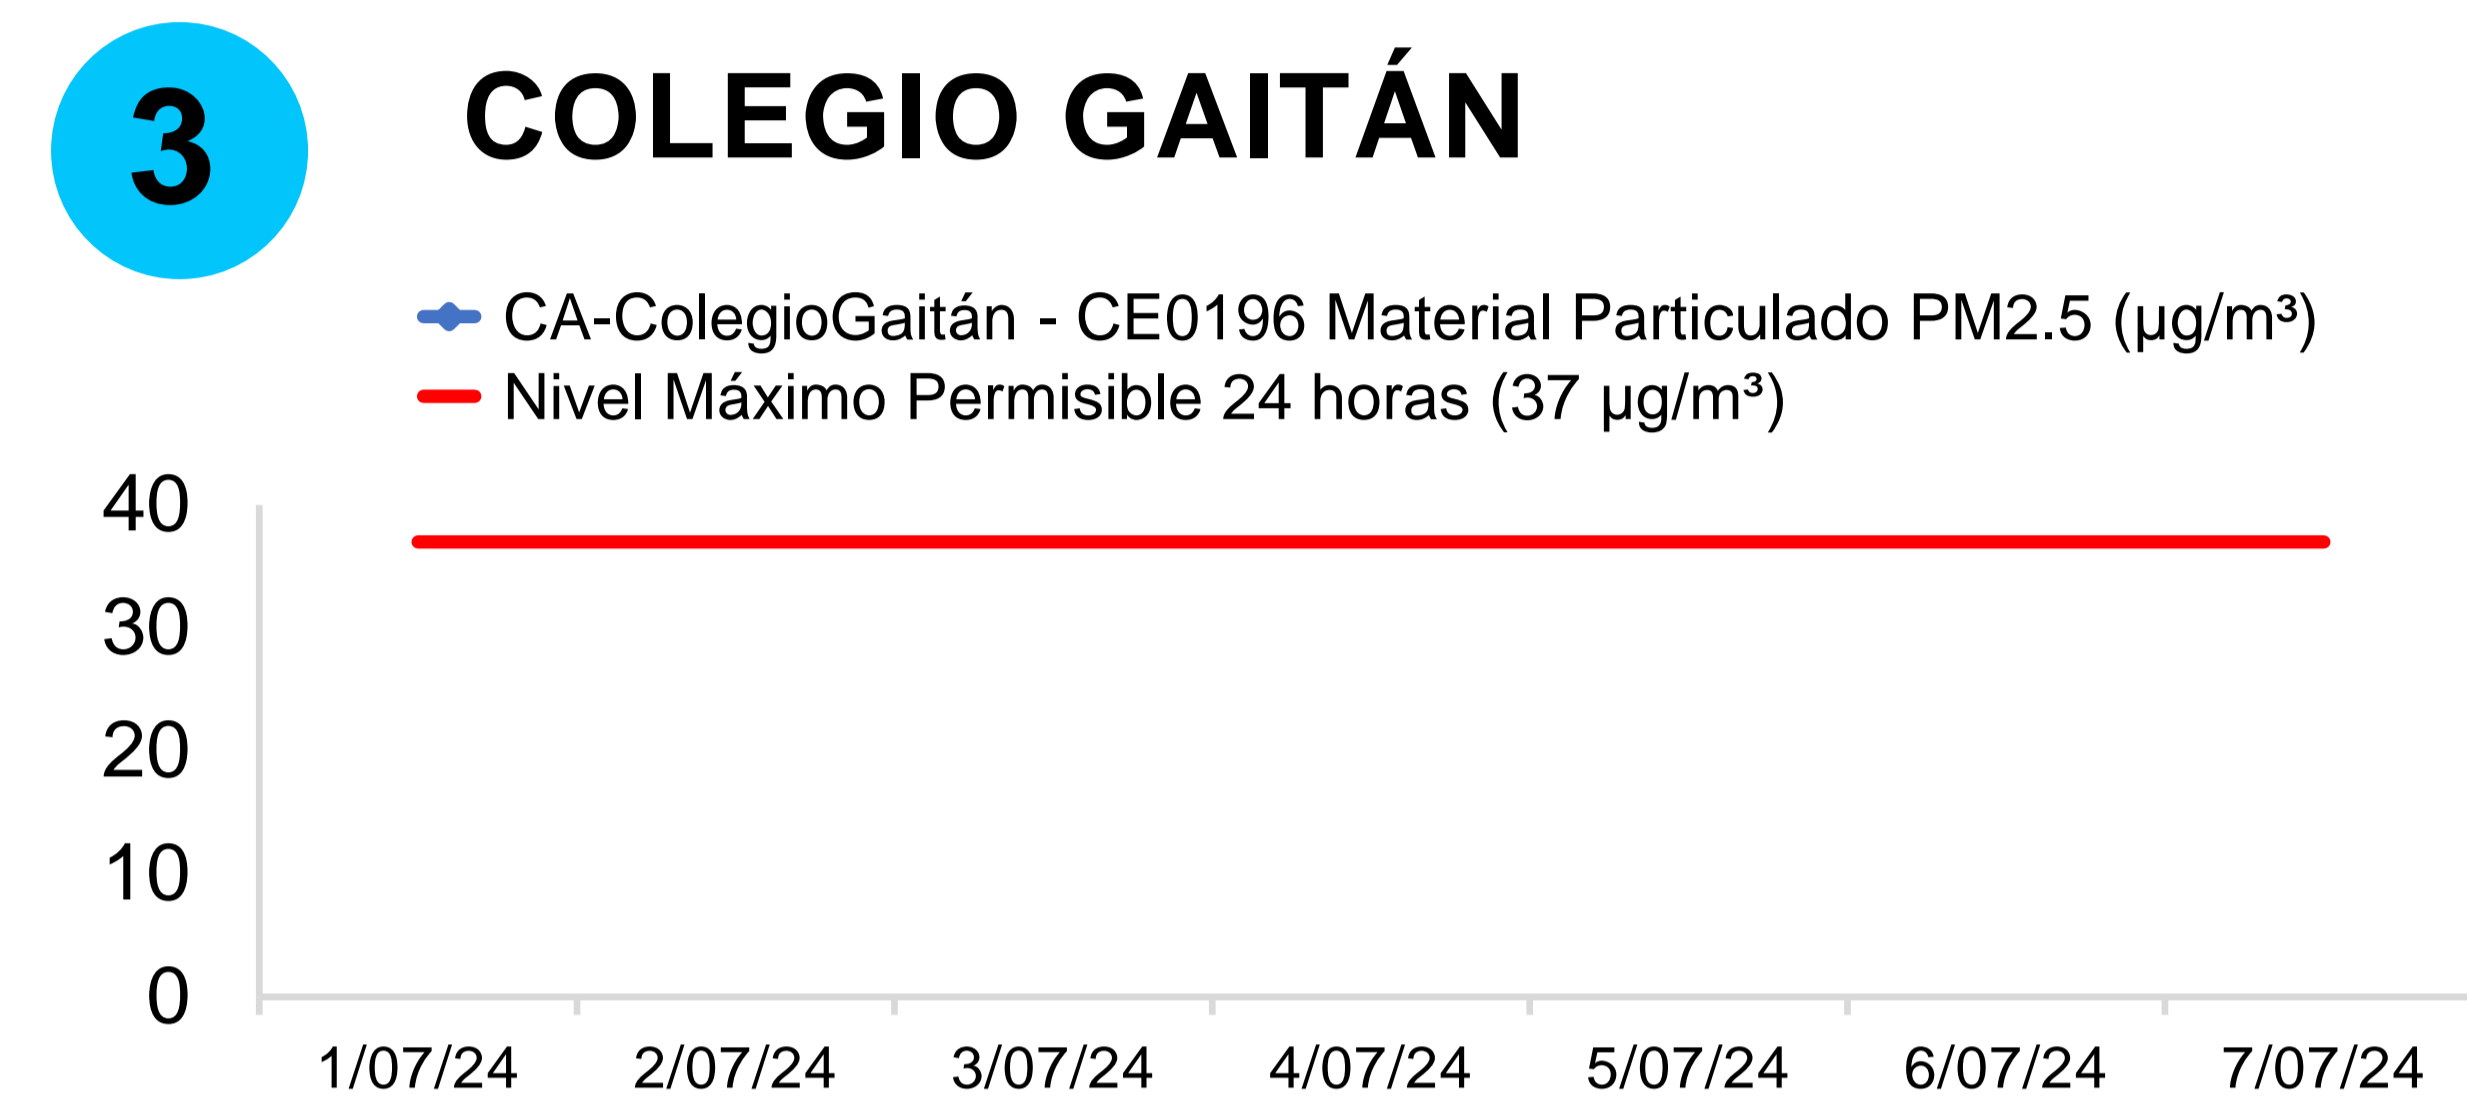 3
COLEGIO GAITÁN
CA-ColegioGaitán - CE0196 Material Particulado PM2.5 (µg/m³)
Nivel Máximo Permisible 24 horas (37 µg/m³)
40
30
20
10
0
1/07/24 2/07/24 3/07/24 4/07/24 5/07/24 6/07/24 7/07/24